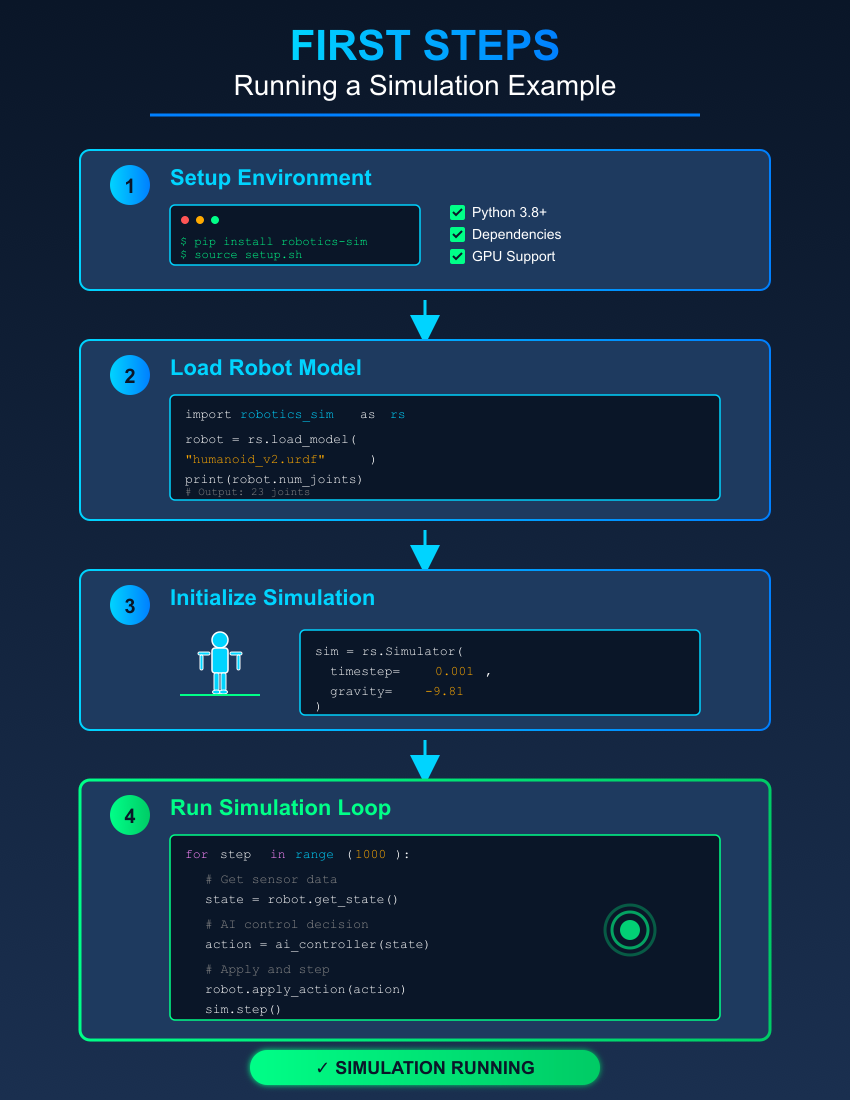 FIRST STEPS
Running a Simulation Example
1
Setup Environment
$ pip install robotics-sim
$ source setup.sh
Python 3.8+
Dependencies
GPU Support
2
Load Robot Model
import robotics_sim as rs
robot = rs.load_model(
"humanoid_v2.urdf" )
print(robot.num_joints)
# Output: 23 joints
3
Initialize Simulation
sim = rs.Simulator(
timestep= 0.001 ,
gravity= -9.81
)
4
Run Simulation Loop
for step in range (1000 ):
# Get sensor data
state = robot.get_state()
# AI control decision
action = ai_controller(state)
# Apply and step
robot.apply_action(action)
sim.step()
✓ SIMULATION RUNNING